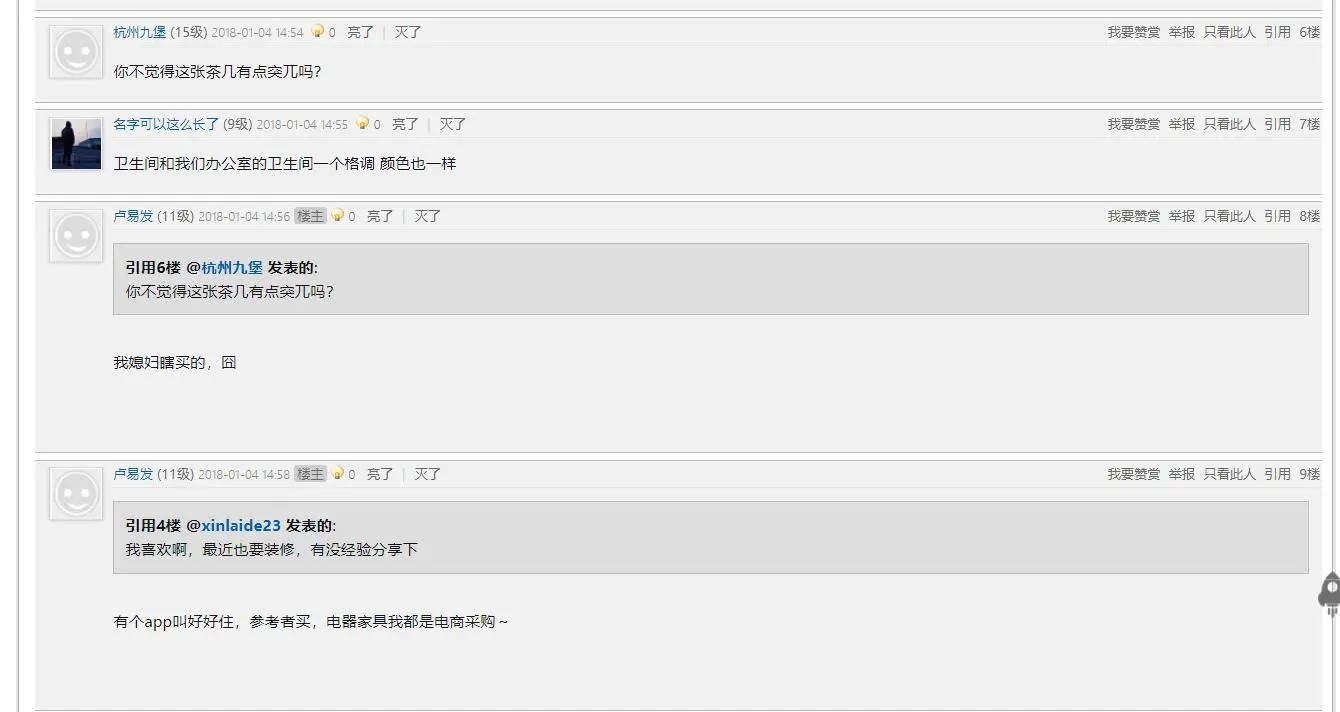 杭州九堡 (15级) 2018-01-04 14:54 0 亮了 | 灭了 我要赞赏 举报 只看此人 引用 6楼
你不觉得这张茶几有点突兀吗?
名字可以这么长了 (9级) 2018-01-04 14:55 0 亮了 | 灭了 我要赞赏 举报 只看此人 引用 7楼
卫生间和我们办公室的卫生间一个格调 颜色也一样
卢易发 (11级) 2018-01-04 14:56 楼主 0 亮了 | 灭了 我要赞赏 举报 只看此人 引用 8楼
引用6楼 @杭州九堡 发表的:
你不觉得这张茶几有点突兀吗?
我媳妇瞎买的，囧
卢易发 (11级) 2018-01-04 14:58 楼主 0 亮了 | 灭了 我要赞赏 举报 只看此人 引用 9楼
引用4楼 @xinlaide23 发表的:
我喜欢啊，最近也要装修，有没经验分享下
有个app叫好好住，参考者买，电器家具我都是电商采购～